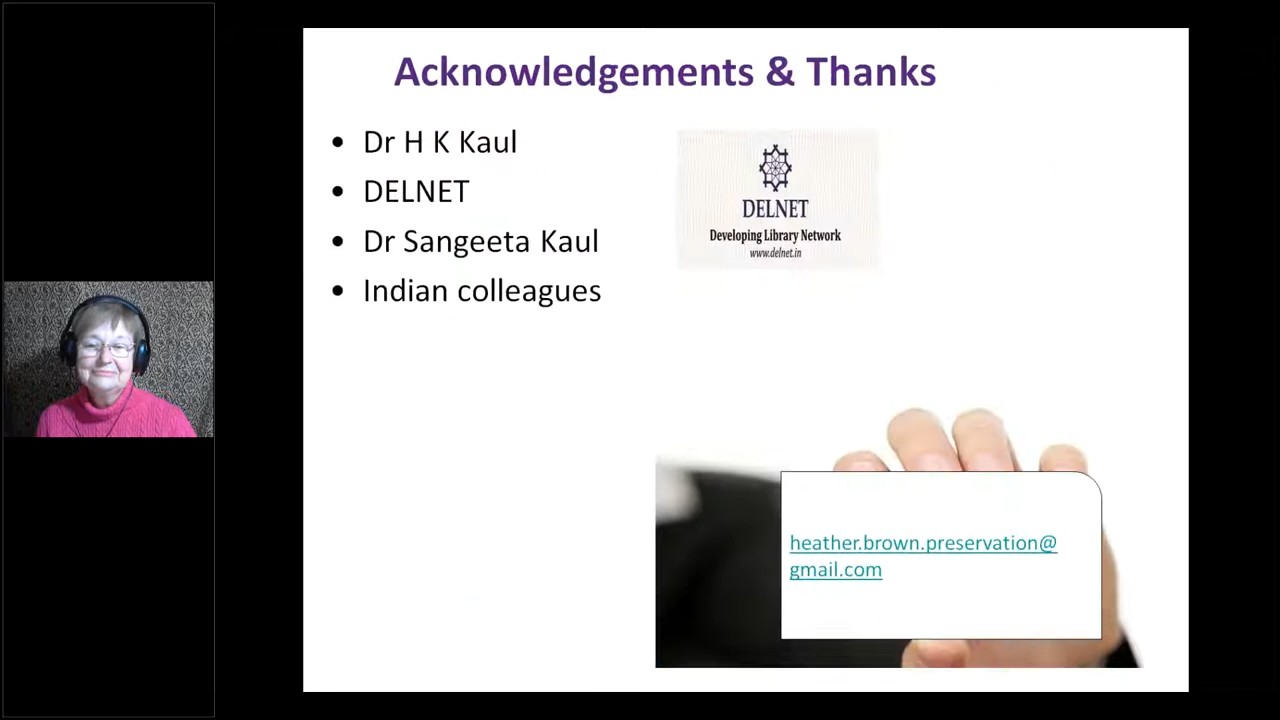 Acknowledgements & Thanks
• Dr H K Kaul
• DELNET
• Dr Sangeeta Kaul
• Indian colleagues
DELNET
Developing Library Network
www.delnet.in
heather.brown.preservation@
gmail.com